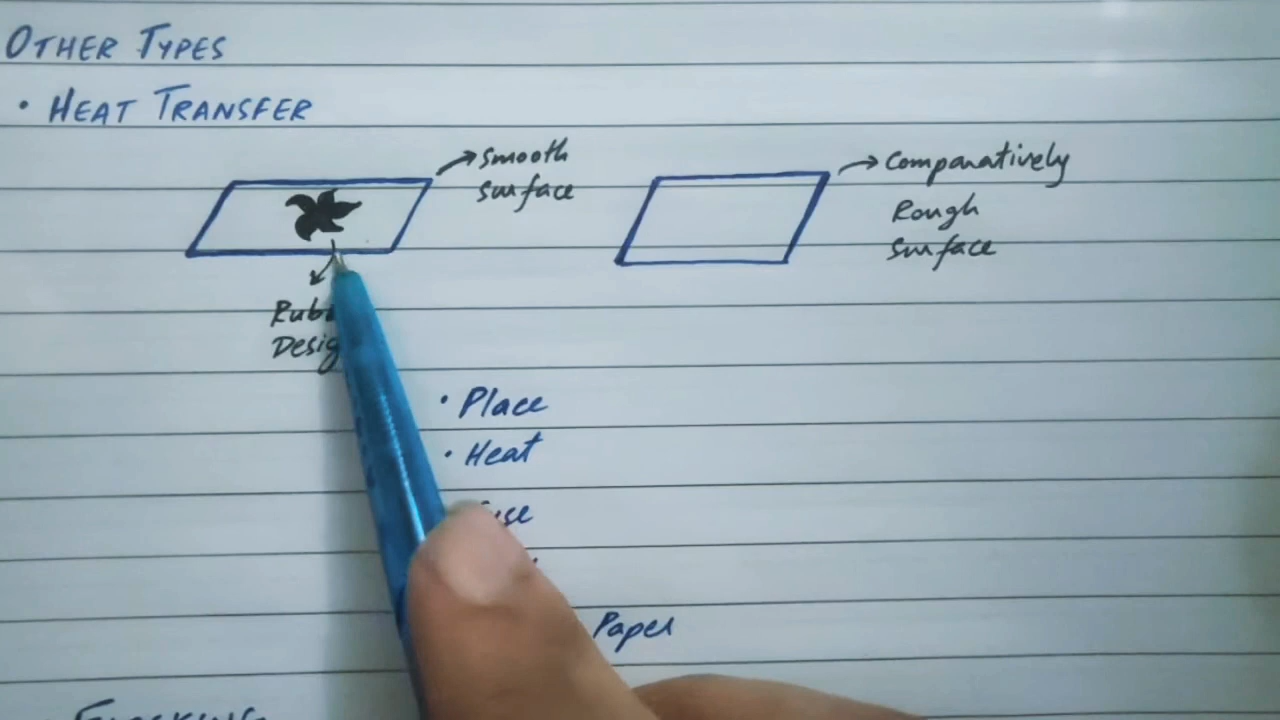 OTHER TYPES
• HEAT TRANSFER
Smooth
surface
Comparatively
Rough
surface
• Place
• Heat
Paper